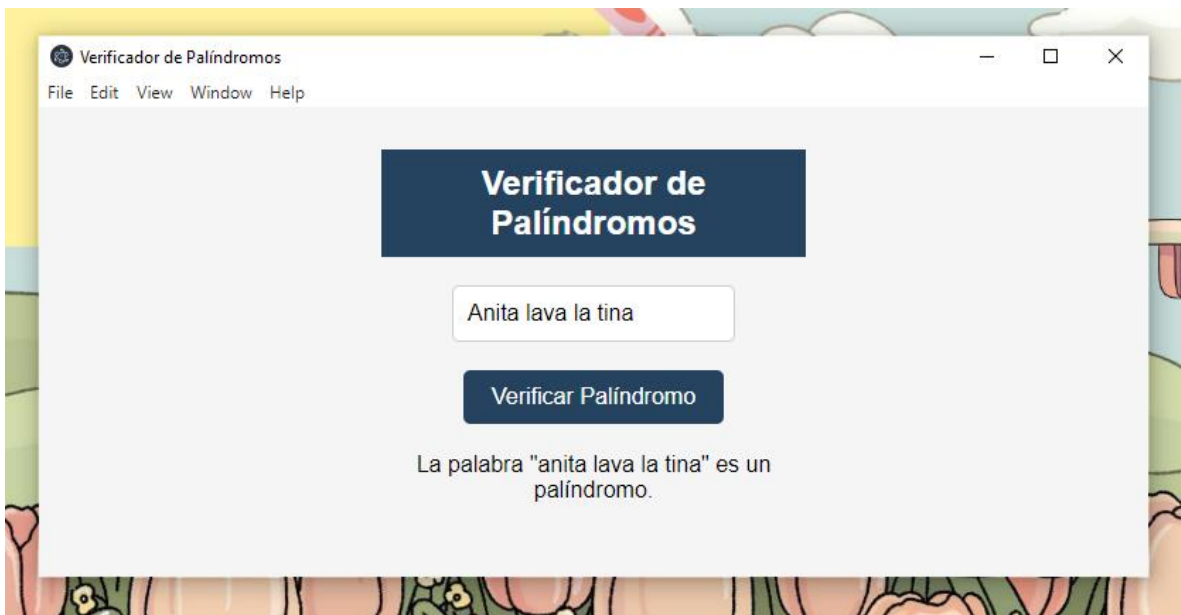 Verificador de Palíndromos
File Edit View Window Help
Verificador de
Palíndromos
Anita lava la tina
Verificar Palíndromo
La palabra "anita lava la tina" es un
palíndromo.